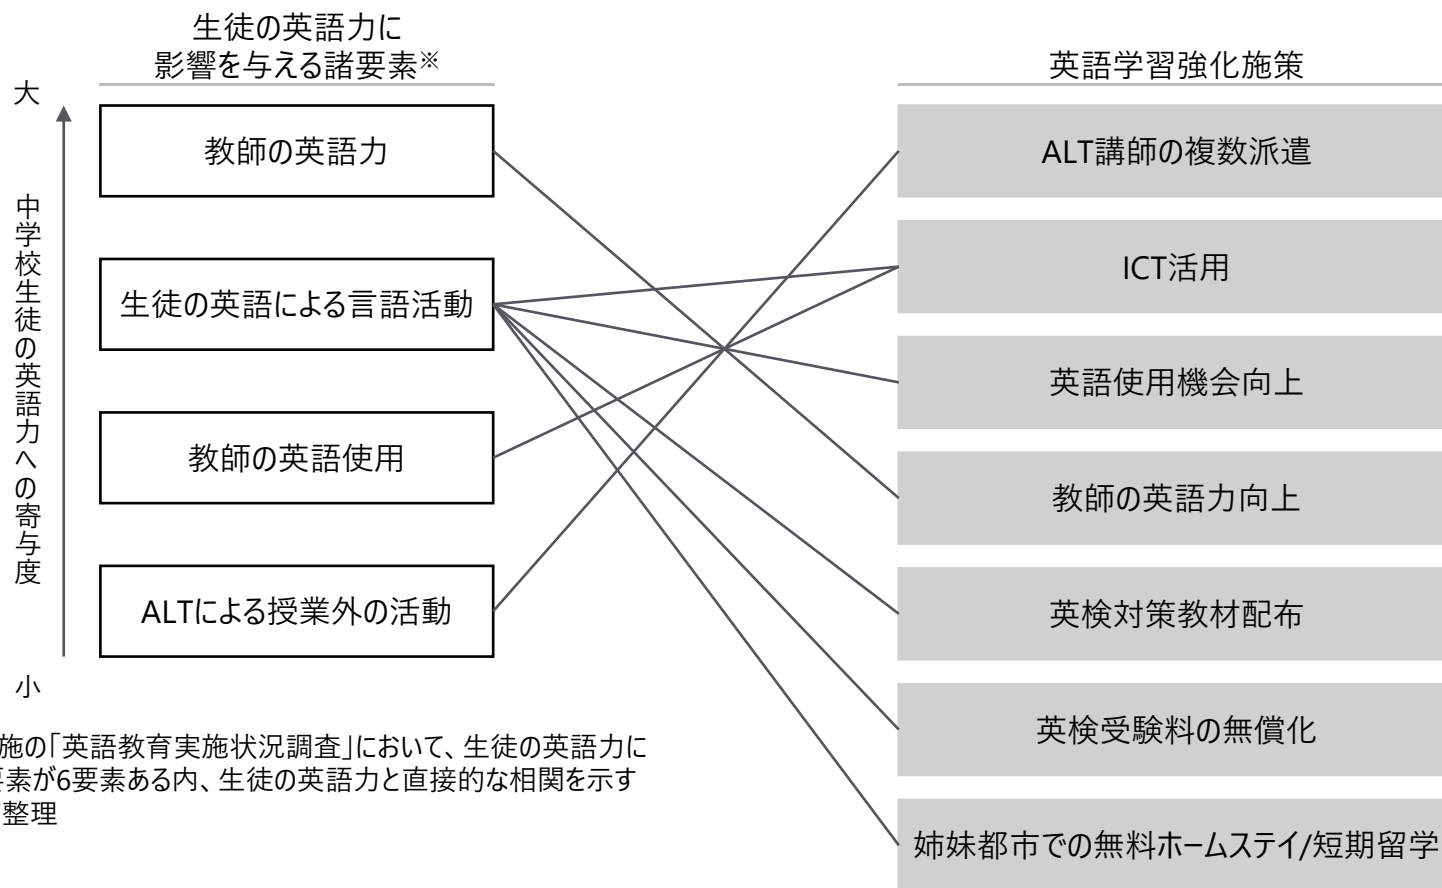 生徒の英語力に
影響を与える諸要素※
英語学習強化施策
大
中学校生徒の英語力への寄与度
小
教師の英語力
生徒の英語による言語活動
教師の英語使用
ALTによる授業外の活動
ALT講師の複数派遣
ICT活用
英語使用機会向上
教師の英語力向上
英検対策教材配布
英検受験料の無償化
姉妹都市での無料ホームステイ/短期留学
施の「英語教育実施状況調査」において、生徒の英語力に
要素が6要素ある内、生徒の英語力と直接的な相関を示す
整理